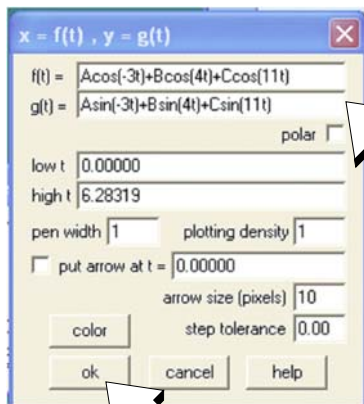 x = f(t) , y = g(t)
f(t) = Acos(-3t)+Bcos(4t)+Ccos(11t)
g(t) = Asin(-3t)+Bsin(4t)+Csin(11t)
polar
low t 0.00000
high t 6.28319
pen width 1 plotting density 1
put arrow at t = 0.00000
arrow size (pixels) 10
color step tolerance 0.00
ok cancel help